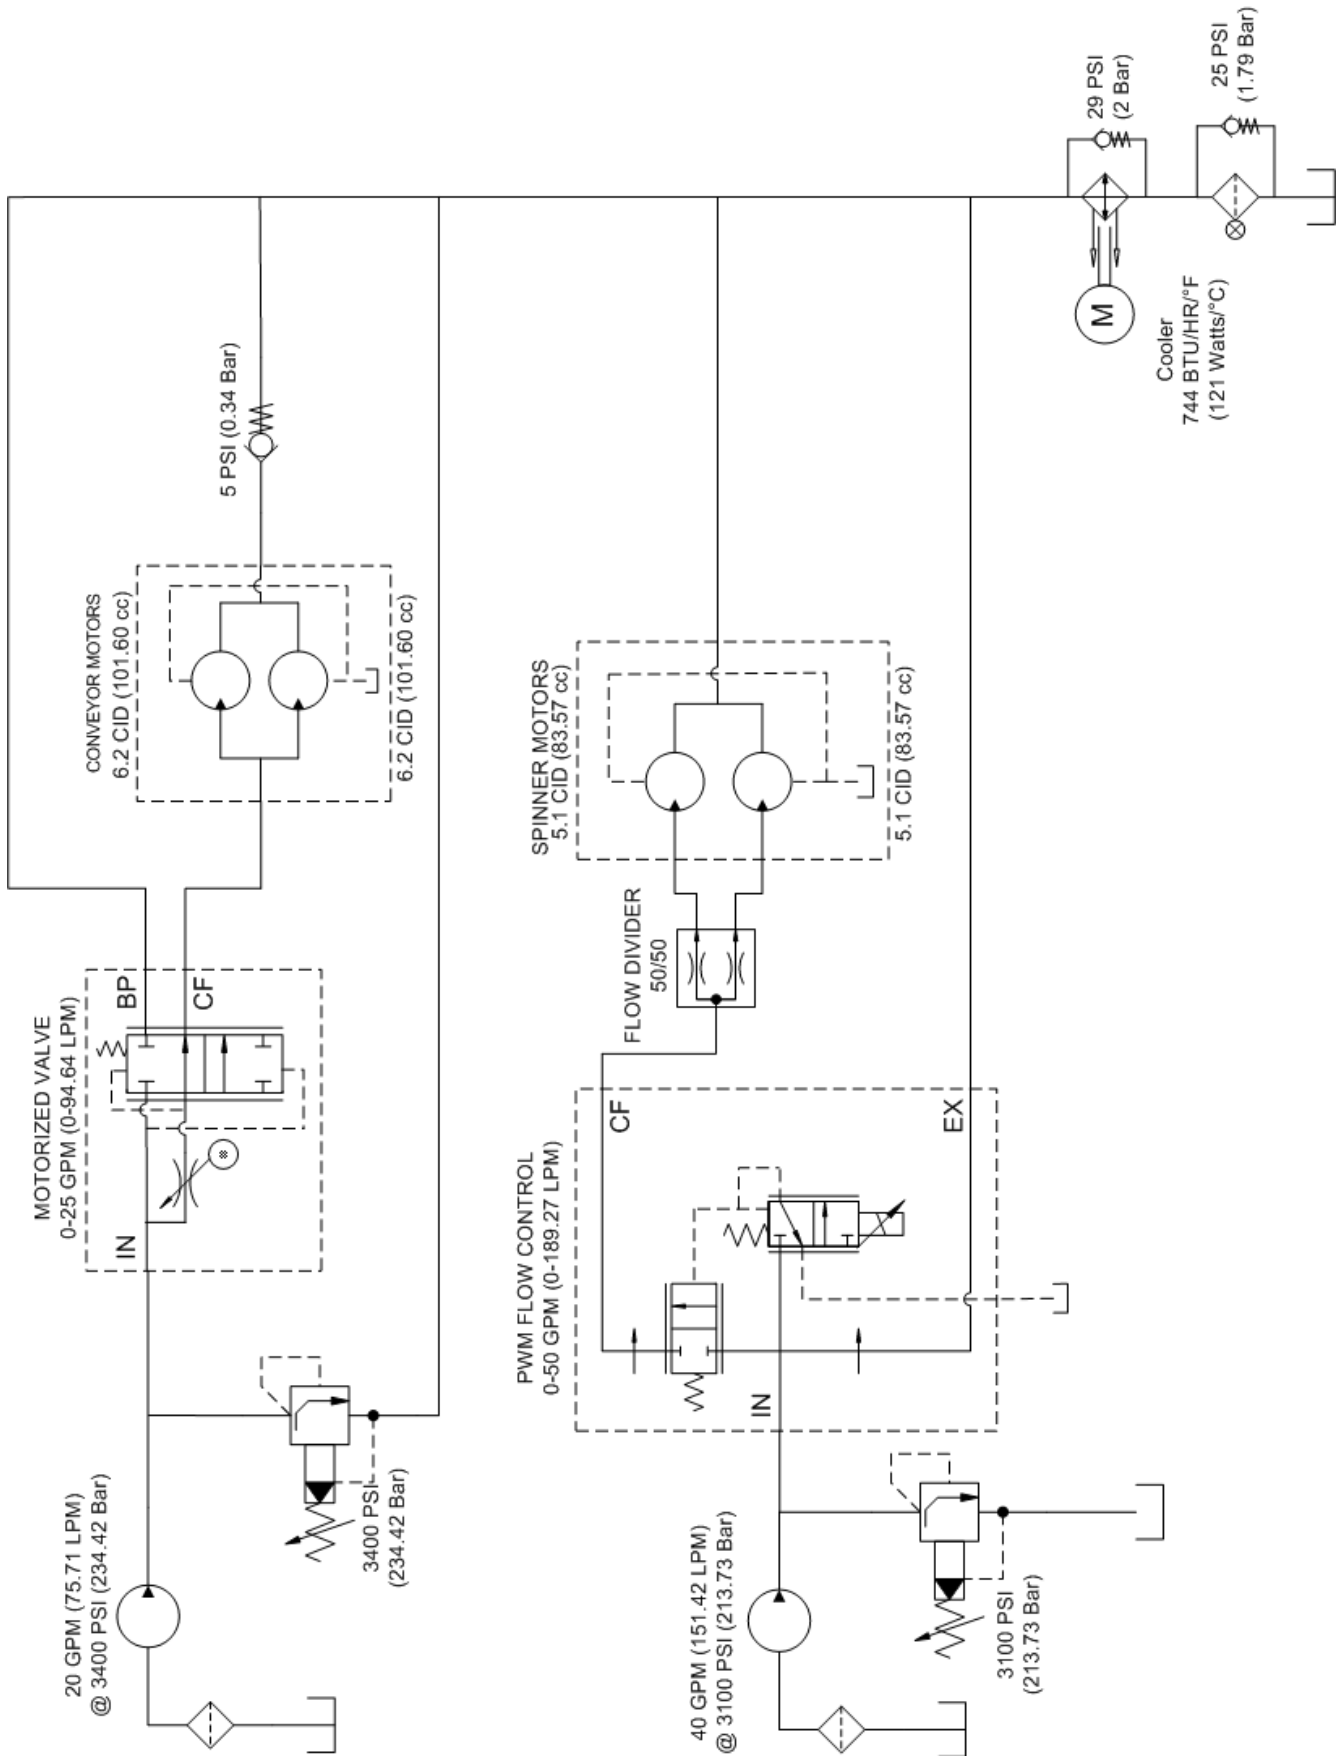 20 GPM (75.71 LPM)
@ 3400 PSI (234.42 Bar)
3400 PSI
(234.42 Bar)
MOTORIZED VALVE
0-25 GPM (0-94.64 LPM)
IN
BP
CF
CONVEYOR MOTORS
6.2 CID (101.60 cc)
6.2 CID (101.60 cc)
5 PSI (0.34 Bar)
40 GPM (151.42 LPM)
@ 3100 PSI (213.73 Bar)
3100 PSI
(213.73 Bar)
PWM FLOW CONTROL
0-50 GPM (0-189.27 LPM)
IN
CF
EX
FLOW DIVIDER
50/50
SPINNER MOTORS
5.1 CID (83.57 cc)
5.1 CID (83.57 cc)
M
Cooler
744 BTU/HR/°F
(121 Watts/°C)
29 PSI
(2 Bar)
25 PSI
(1.79 Bar)